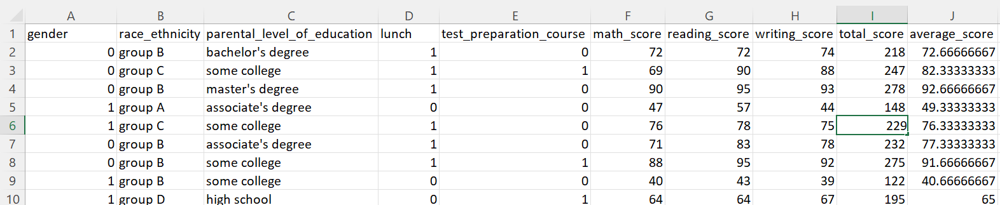 A B C D E F G H I J
1 gender race_ethnicity parental_level_of_education lunch test_preparation_course math_score reading_score writing_score total_score average_score
2 0 group B bachelor's degree 1 0 72 72 74 218 72.66666667
3 0 group C some college 1 1 69 90 88 247 82.33333333
4 0 group B master's degree 1 0 90 95 93 278 92.66666667
5 1 group A associate's degree 0 0 47 57 44 148 49.33333333
6 1 group C some college 1 0 76 78 75 229 76.33333333
7 0 group B associate's degree 1 0 71 83 78 232 77.33333333
8 0 group B some college 1 1 88 95 92 275 91.66666667
9 1 group B some college 0 0 40 43 39 122 40.66666667
10 1 group D high school 0 1 64 64 67 195 65